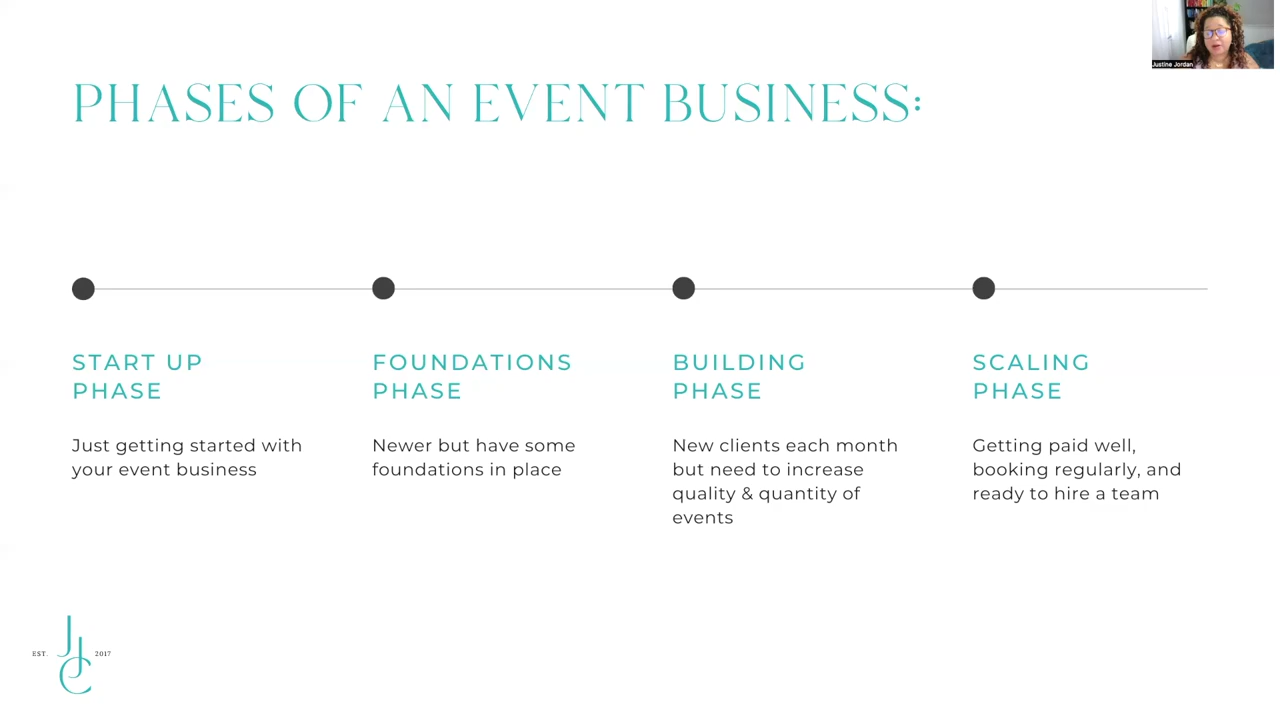 Justine Jordan
PHASES OF AN EVENT BUSINESS:
START UP
PHASE
Just getting started with
your event business
FOUNDATIONS
PHASE
Newer but have some
foundations in place
BUILDING
PHASE
New clients each month
but need to increase
quality & quantity of
events
SCALING
PHASE
Getting paid well,
booking regularly, and
ready to hire a team
EST. JJC 2017